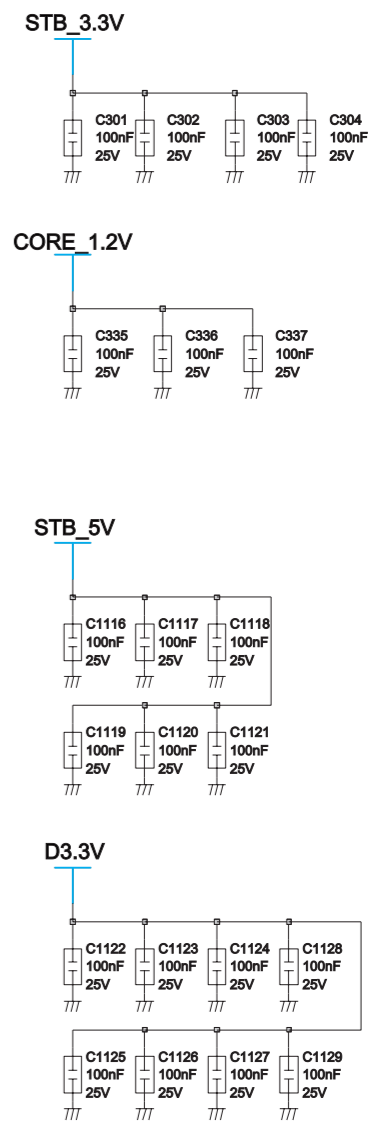 STB_3.3V
C301 C302 C303 C304
100nF 100nF 100nF 100nF
25V 25V 25V 25V
CORE_1.2V
C335 C336 C337
100nF 100nF 100nF
25V 25V 25V
STB_5V
C1116 C1117 C1118
100nF 100nF 100nF
25V 25V 25V
C1119 C1120 C1121
100nF 100nF 100nF
25V 25V 25V
D3.3V
C1122 C1123 C1124 C1128
100nF 100nF 100nF 100nF
25V 25V 25V 25V
C1125 C1126 C1127 C1129
100nF 100nF 100nF 100nF
25V 25V 25V 25V